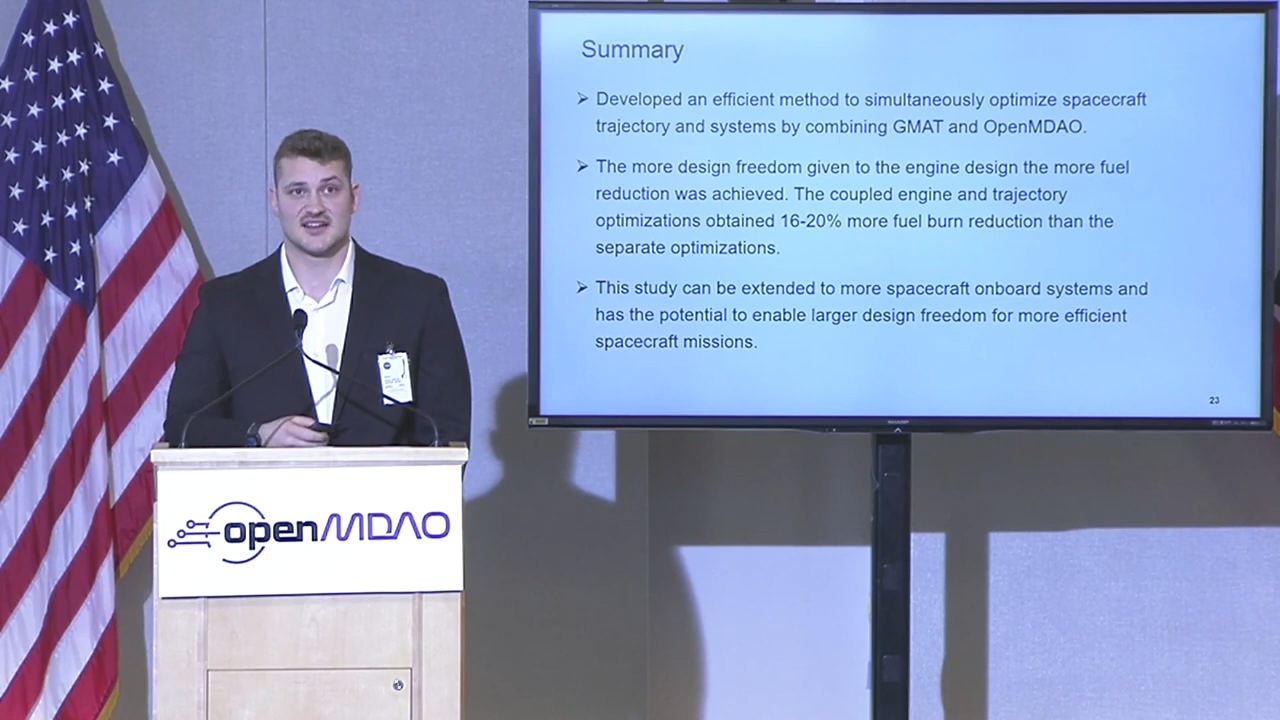 Summary
➢ Developed an efficient method to simultaneously optimize spacecraft
trajectory and systems by combining GMAT and OpenMDAO.
➢ The more design freedom given to the engine design the more fuel
reduction was achieved. The coupled engine and trajectory
optimizations obtained 16-20% more fuel burn reduction than the
separate optimizations.
➢ This study can be extended to more spacecraft onboard systems and
has the potential to enable larger design freedom for more efficient
spacecraft missions.
23
SHARP
openMDAO